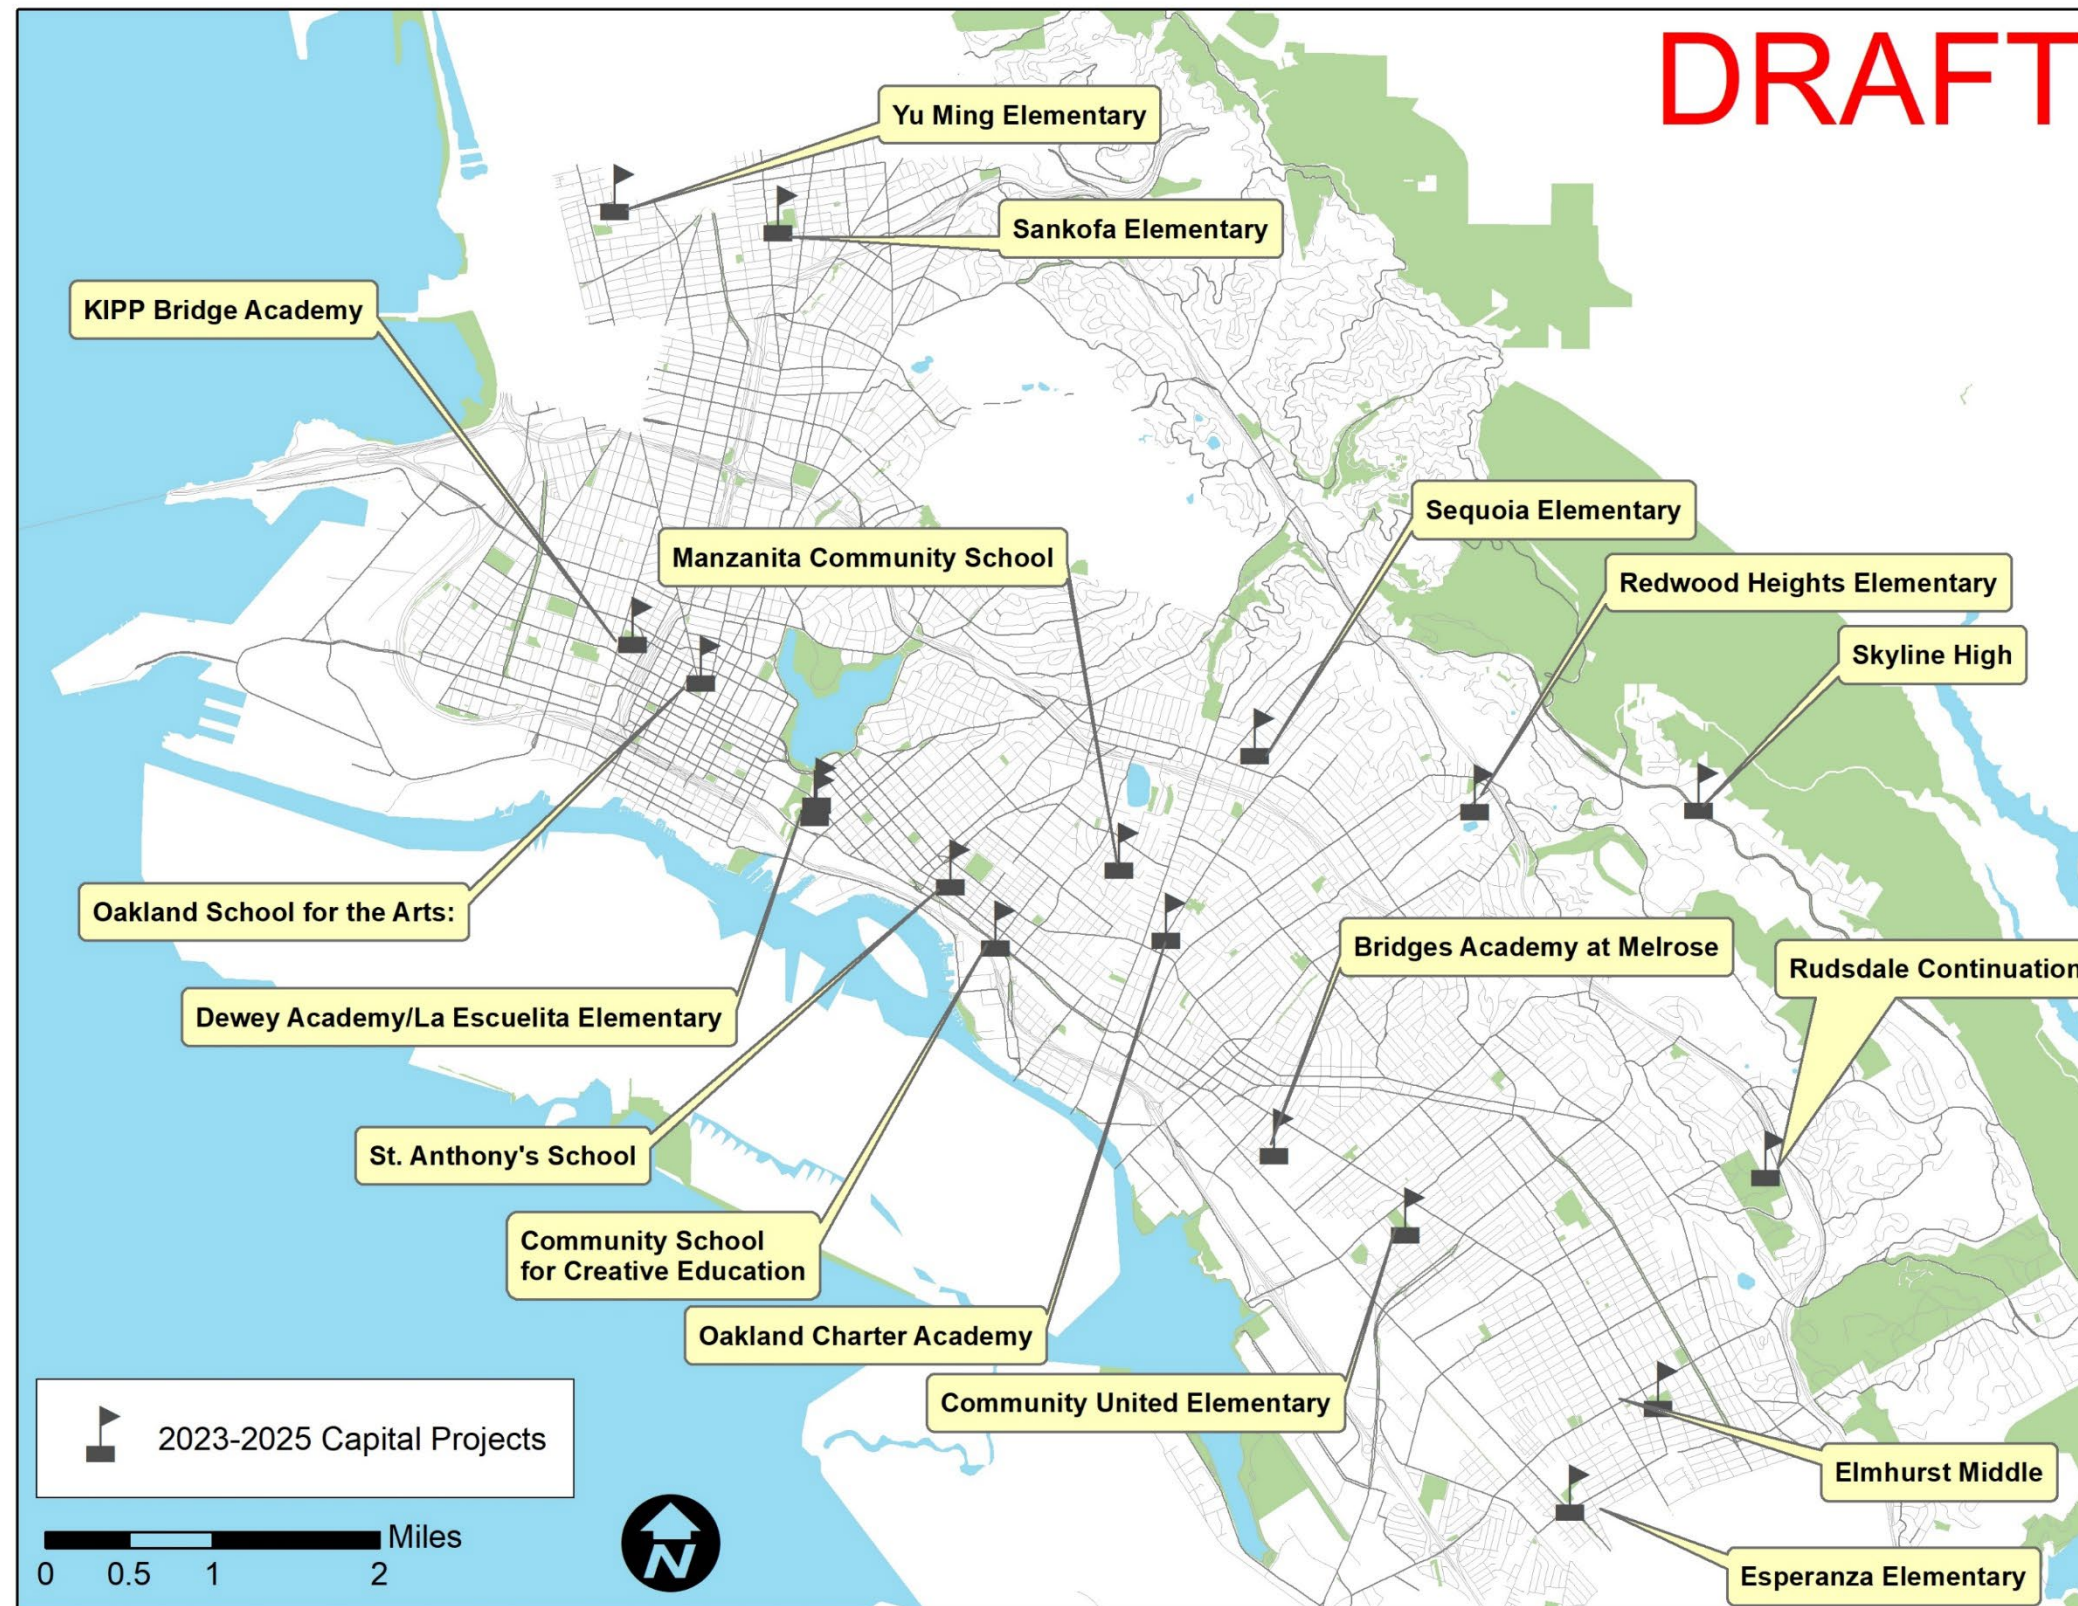 DRAFT
Yu Ming Elementary
Sankofa Elementary
KIPP Bridge Academy
Sequoia Elementary
Manzanita Community School
Redwood Heights Elementary
Skyline High
Oakland School for the Arts:
Bridges Academy at Melrose
Rudsdale Continuation
Dewey Academy/La Escuelita Elementary
St. Anthony's School
Community School
for Creative Education
Oakland Charter Academy
Community United Elementary
Elmhurst Middle
Esperanza Elementary
2023-2025 Capital Projects
Miles
0 0.5 1 2
N